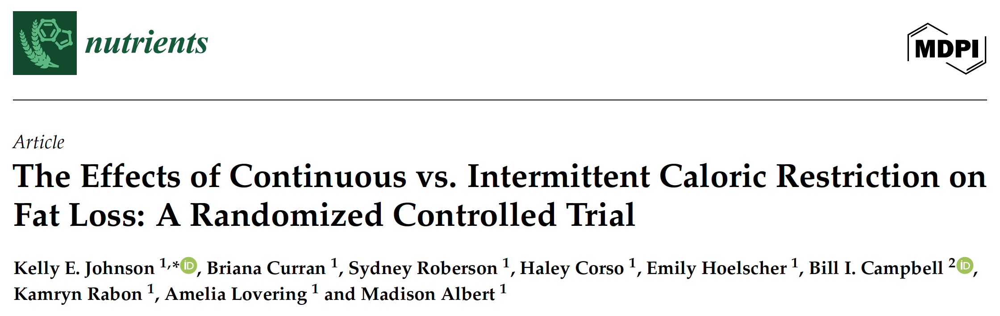 nutrients
MDPI
Article
The Effects of Continuous vs. Intermittent Caloric Restriction on
Fat Loss: A Randomized Controlled Trial
Kelly E. Johnson 1,* iD, Briana Curran 1, Sydney Roberson 1, Haley Corso 1, Emily Hoelscher 1, Bill I. Campbell 2 iD,
Kamryn Rabon 1, Amelia Lovering 1 and Madison Albert 1